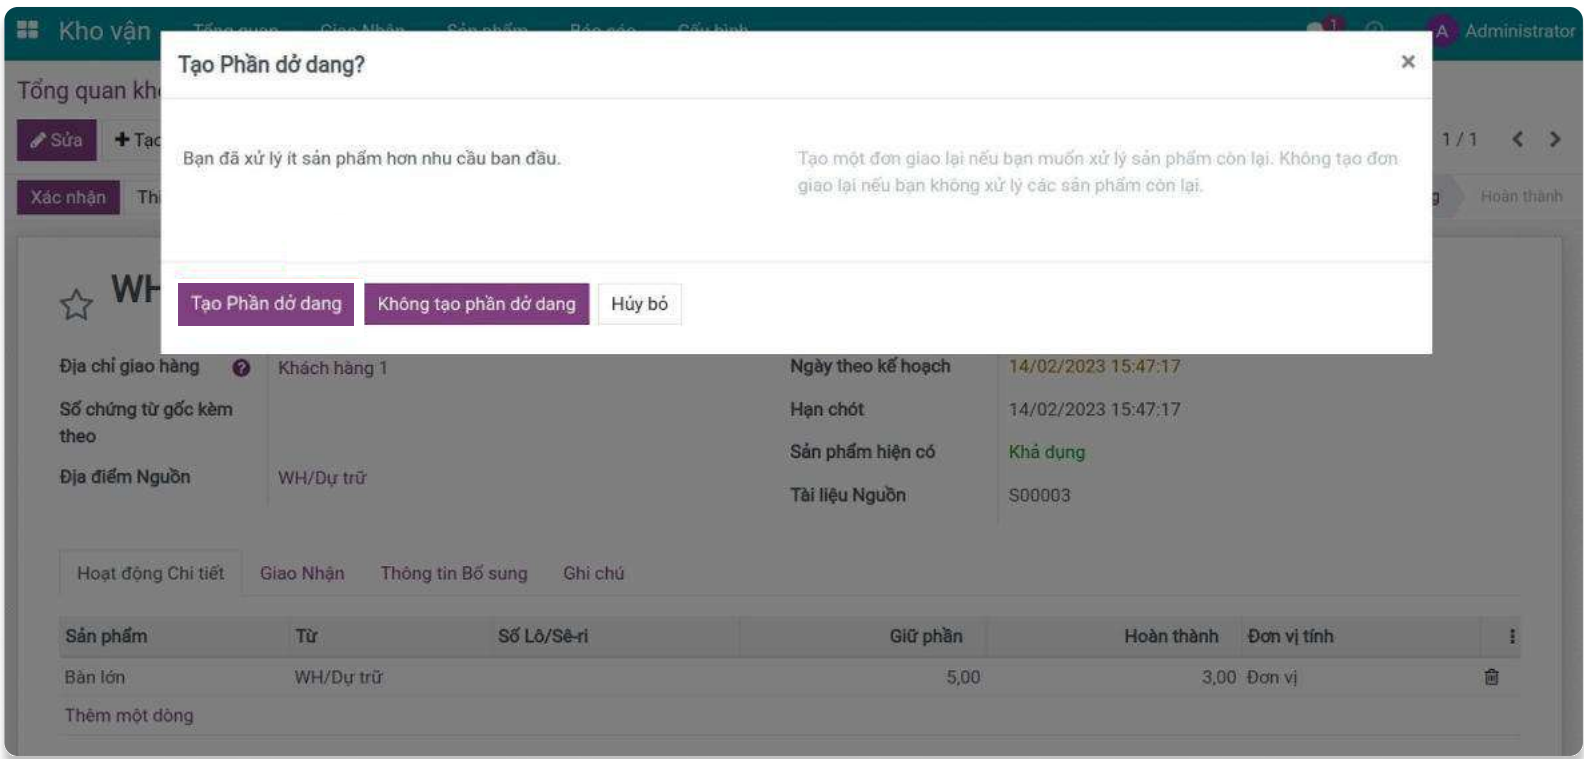 Kho vận
1
A Administrator
Tạo Phần dở dang?
×
Tổng quan
Sửa
1 / 1
Bạn đã xử lý ít sản phẩm hơn nhu cầu ban đầu.
Tạo một đơn giao lại nếu bạn muốn xử lý sản phẩm còn lại. Không tạo đơn
giao lại nếu bạn không xử lý các sản phẩm còn lại.
Xác nhận
Hoàn thành
WH
Tạo Phần dở dang
Không tạo phần dở dang
Hủy bỏ
Địa chỉ giao hàng
?
Khách hàng 1
Ngày theo kế hoạch
14/02/2023 15:47:17
Số chứng từ gốc kèm
theo
Hạn chót
14/02/2023 15:47:17
Sản phẩm hiện có
Khả dụng
Địa điểm Nguồn
WH/Dự trữ
Tài liệu Nguồn
S00003
Hoạt động Chi tiết
Giao Nhận
Thông tin Bổ sung
Ghi chú
Sản phẩm
Từ
Số Lô/Sê-ri
Giữ phần
Hoàn thành
Đơn vị tính
Bàn lớn
WH/Dự trữ
5,00
3,00
Đơn vị
Thêm một dòng